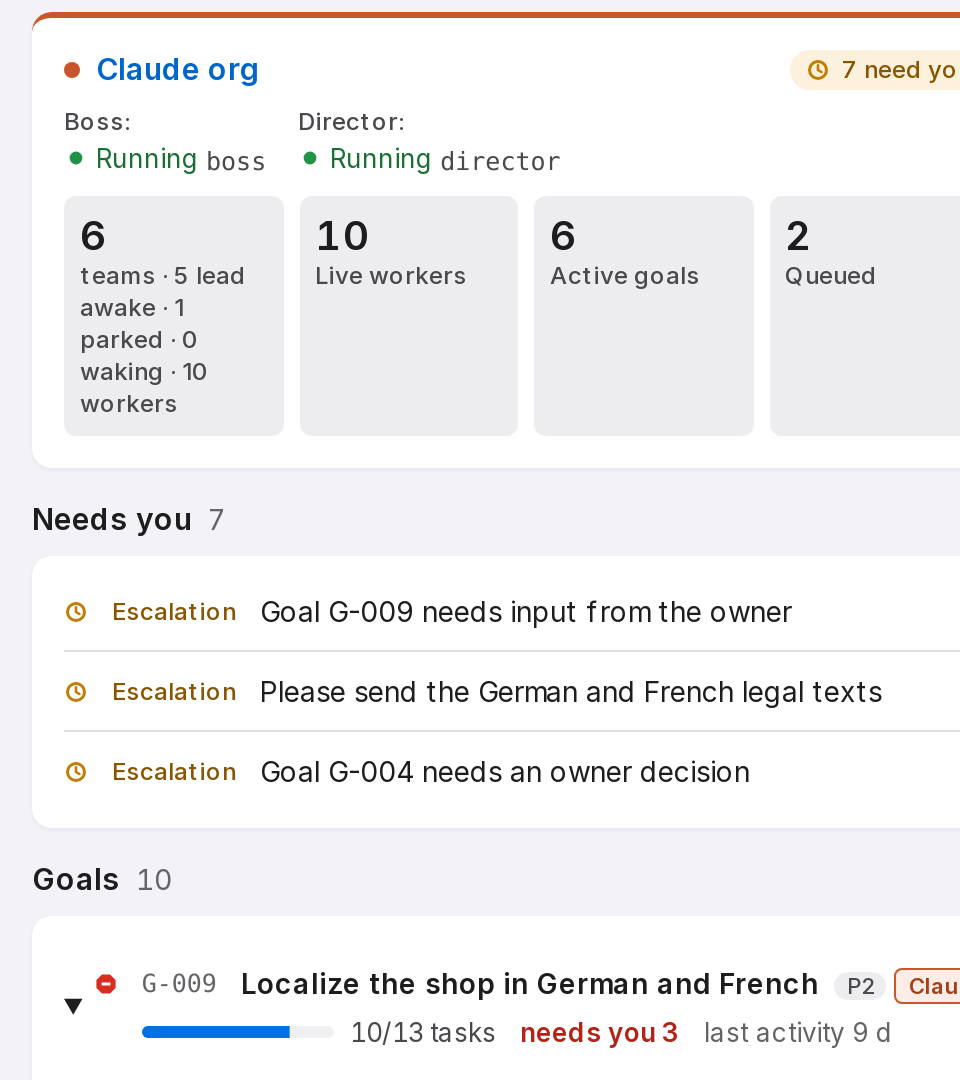 Claude org
7 need yo
Boss:
Director:
Running boss
Running director
6
teams · 5 lead
awake · 1
parked · 0
waking · 10
workers
10
Live workers
6
Active goals
2
Queued
Needs you 7
Escalation Goal G-009 needs input from the owner
Escalation Please send the German and French legal texts
Escalation Goal G-004 needs an owner decision
Goals 10
G-009 Localize the shop in German and French P2 Clau
10/13 tasks needs you 3 last activity 9 d